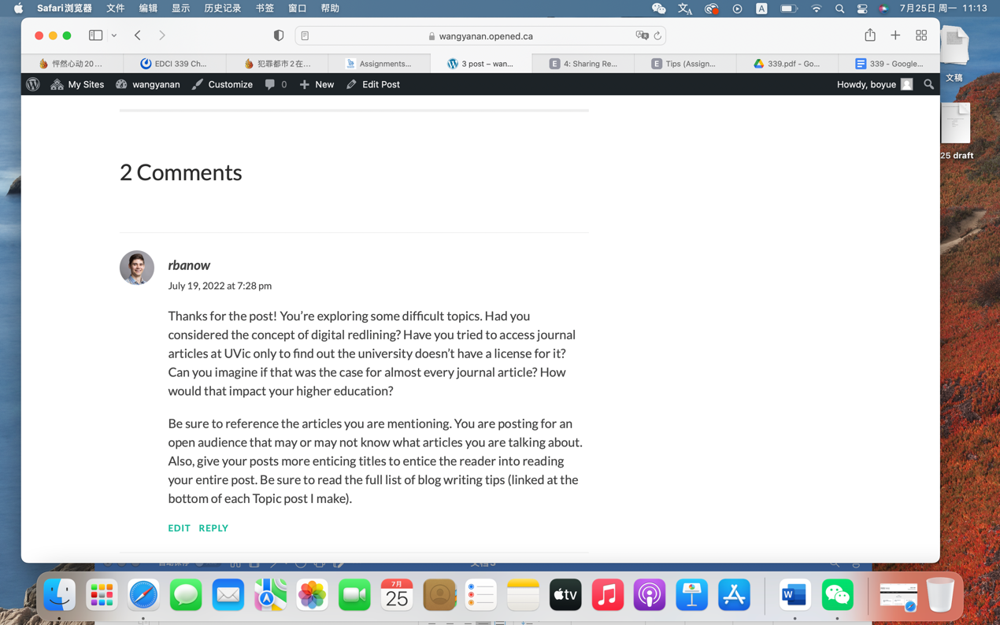 Safari浏览器 文件 编辑 显示 历史记录 书签 窗口 帮助 7月25日 周一 11:13
wangyanan.opened.ca
怦然心动20... EDCI 339 Ch... 犯罪都市2在... Assignments... 3 post – wan... 4: Sharing Re... Tips (Assign... 339.pdf - Go... 339 - Google...
My Sites wangyanan Customize 0 New Edit Post Howdy, boyue
文稿
25 draft
2 Comments
rbanow
July 19, 2022 at 7:28 pm
Thanks for the post! You’re exploring some difficult topics. Had you
considered the concept of digital redlining? Have you tried to access journal
articles at UVic only to find out the university doesn’t have a license for it?
Can you imagine if that was the case for almost every journal article? How
would that impact your higher education?
Be sure to reference the articles you are mentioning. You are posting for an
open audience that may or may not know what articles you are talking about.
Also, give your posts more enticing titles to entice the reader into reading
your entire post. Be sure to read the full list of blog writing tips (linked at the
bottom of each Topic post I make).
EDIT REPLY
7月
25
tv
W